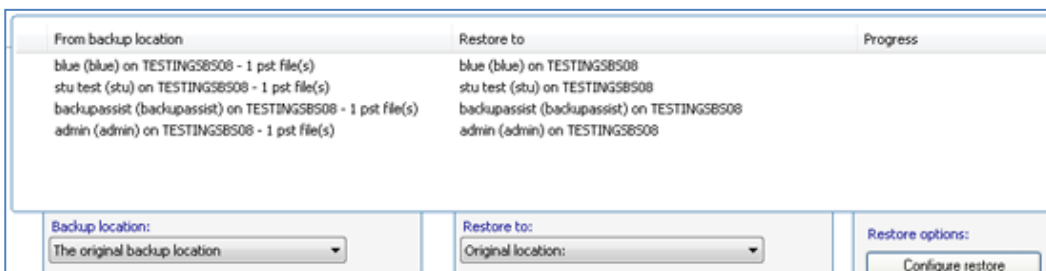 From backup location Restore to Progress
blue (blue) on TESTINGSBS08 - 1 pst file(s) blue (blue) on TESTINGSBS08
stu test (stu) on TESTINGSBS08 - 1 pst file(s) stu test (stu) on TESTINGSBS08
backupassist (backupassist) on TESTINGSBS08 - 1 pst file(s) backupassist (backupassist) on TESTINGSBS08
admin (admin) on TESTINGSBS08 - 1 pst file(s) admin (admin) on TESTINGSBS08
Backup location: Restore to: Restore options:
The original backup location Original location: Configure restore